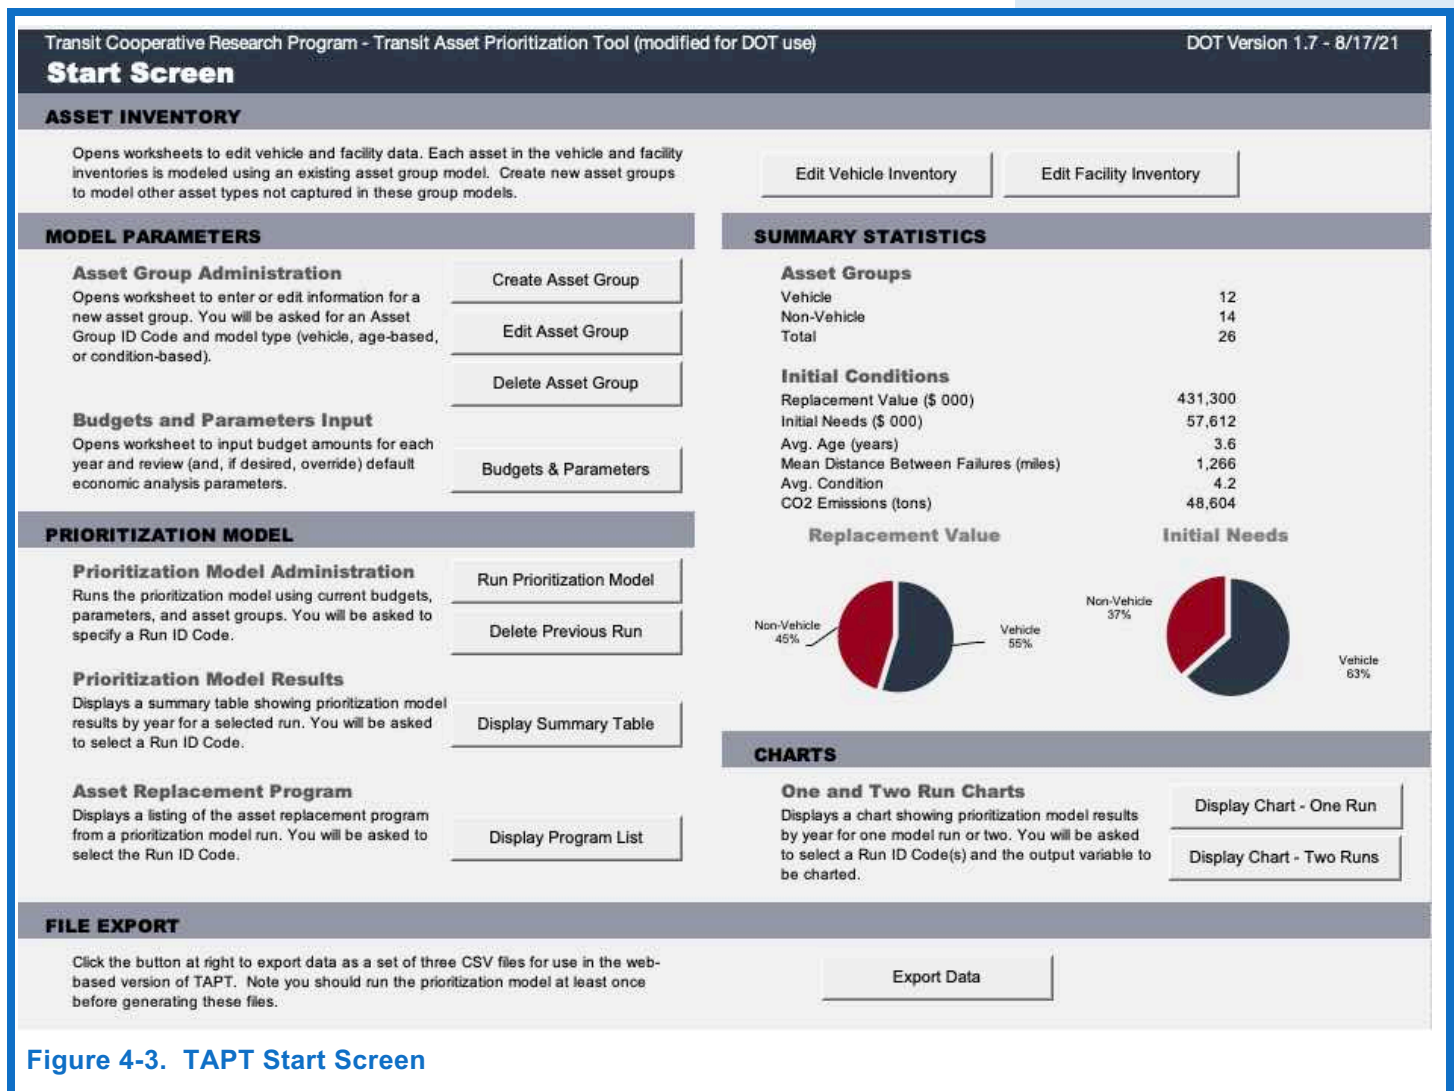 Transit Cooperative Research Program - Transit Asset Prioritization Tool (modified for DOT use)
DOT Version 1.7 - 8/17/21
Start Screen
ASSET INVENTORY
Opens worksheets to edit vehicle and facility data. Each asset in the vehicle and facility
inventories is modeled using an existing asset group model. Create new asset groups
to model other asset types not captured in these group models.
Edit Vehicle Inventory
Edit Facility Inventory
MODEL PARAMETERS
Asset Group Administration
Opens worksheet to enter or edit information for a
new asset group. You will be asked for an Asset
Group ID Code and model type (vehicle, age-based,
or condition-based).
Create Asset Group
Edit Asset Group
Delete Asset Group
Budgets and Parameters Input
Opens worksheet to input budget amounts for each
year and review (and, if desired, override) default
economic analysis parameters.
Budgets & Parameters
PRIORITIZATION MODEL
Prioritization Model Administration
Runs the prioritization model using current budgets,
parameters, and asset groups. You will be asked to
specify a Run ID Code.
Run Prioritization Model
Delete Previous Run
Prioritization Model Results
Displays a summary table showing prioritization model
results by year for a selected run. You will be asked
to select a Run ID Code.
Display Summary Table
Asset Replacement Program
Displays a listing of the asset replacement program
from a prioritization model run. You will be asked to
select the Run ID Code.
Display Program List
SUMMARY STATISTICS
Asset Groups
Vehicle 12
Non-Vehicle 14
Total 26
Initial Conditions
Replacement Value ($ 000) 431,300
Initial Needs ($ 000) 57,612
Avg. Age (years) 3.6
Mean Distance Between Failures (miles) 1,266
Avg. Condition 4.2
CO2 Emissions (tons) 48,604
Replacement Value
Non-Vehicle
45%
Vehicle
55%
Initial Needs
Non-Vehicle
37%
Vehicle
63%
CHARTS
One and Two Run Charts
Displays a chart showing prioritization model results
by year for one model run or two. You will be asked
to select a Run ID Code(s) and the output variable to
be charted.
Display Chart - One Run
Display Chart - Two Runs
FILE EXPORT
Click the button at right to export data as a set of three CSV files for use in the web-
based version of TAPT. Note you should run the prioritization model at least once
before generating these files.
Export Data
Figure 4-3. TAPT Start Screen